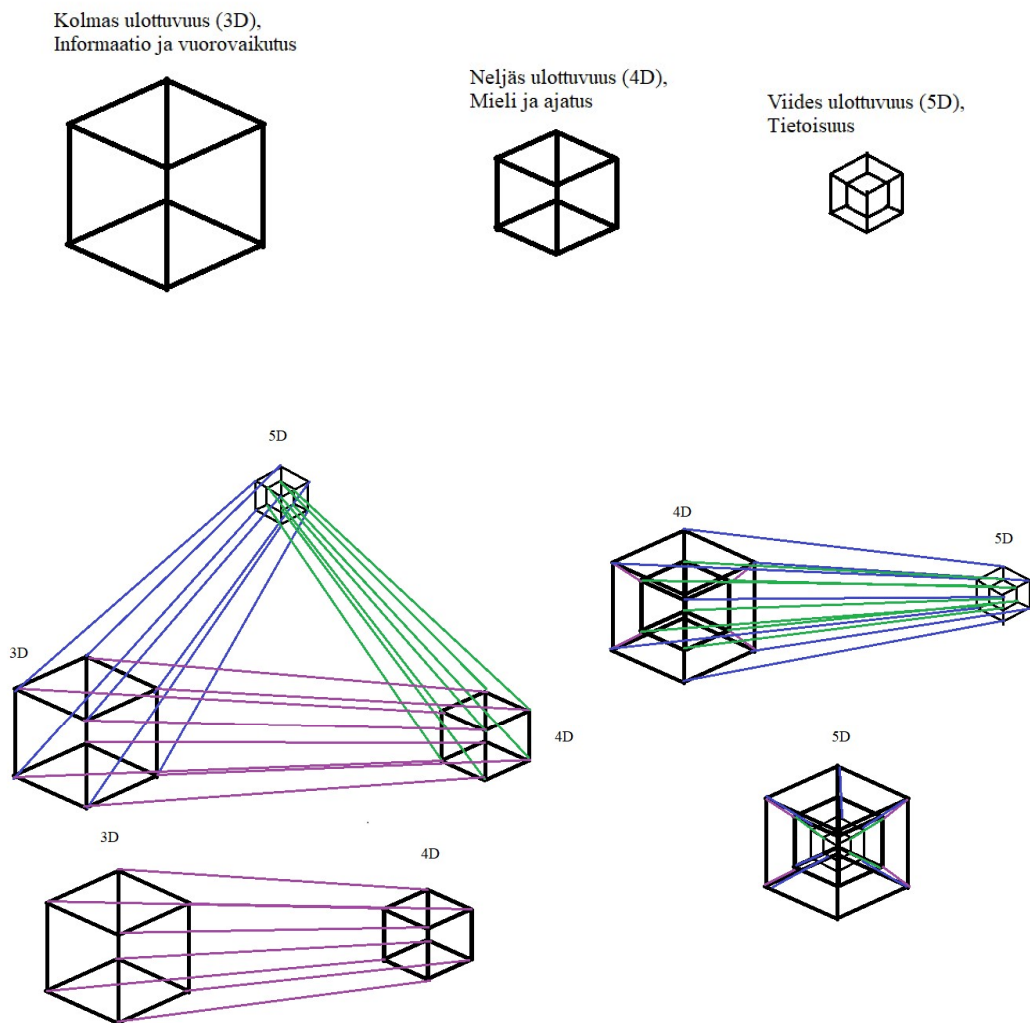 Kolmas ulottuvuus (3D),
Informaatio ja vuorovaikutus
Neljäs ulottuvuus (4D),
Mieli ja ajatus
Viides ulottuvuus (5D),
Tietoisuus
5D
3D
4D
4D
5D
3D
4D
5D